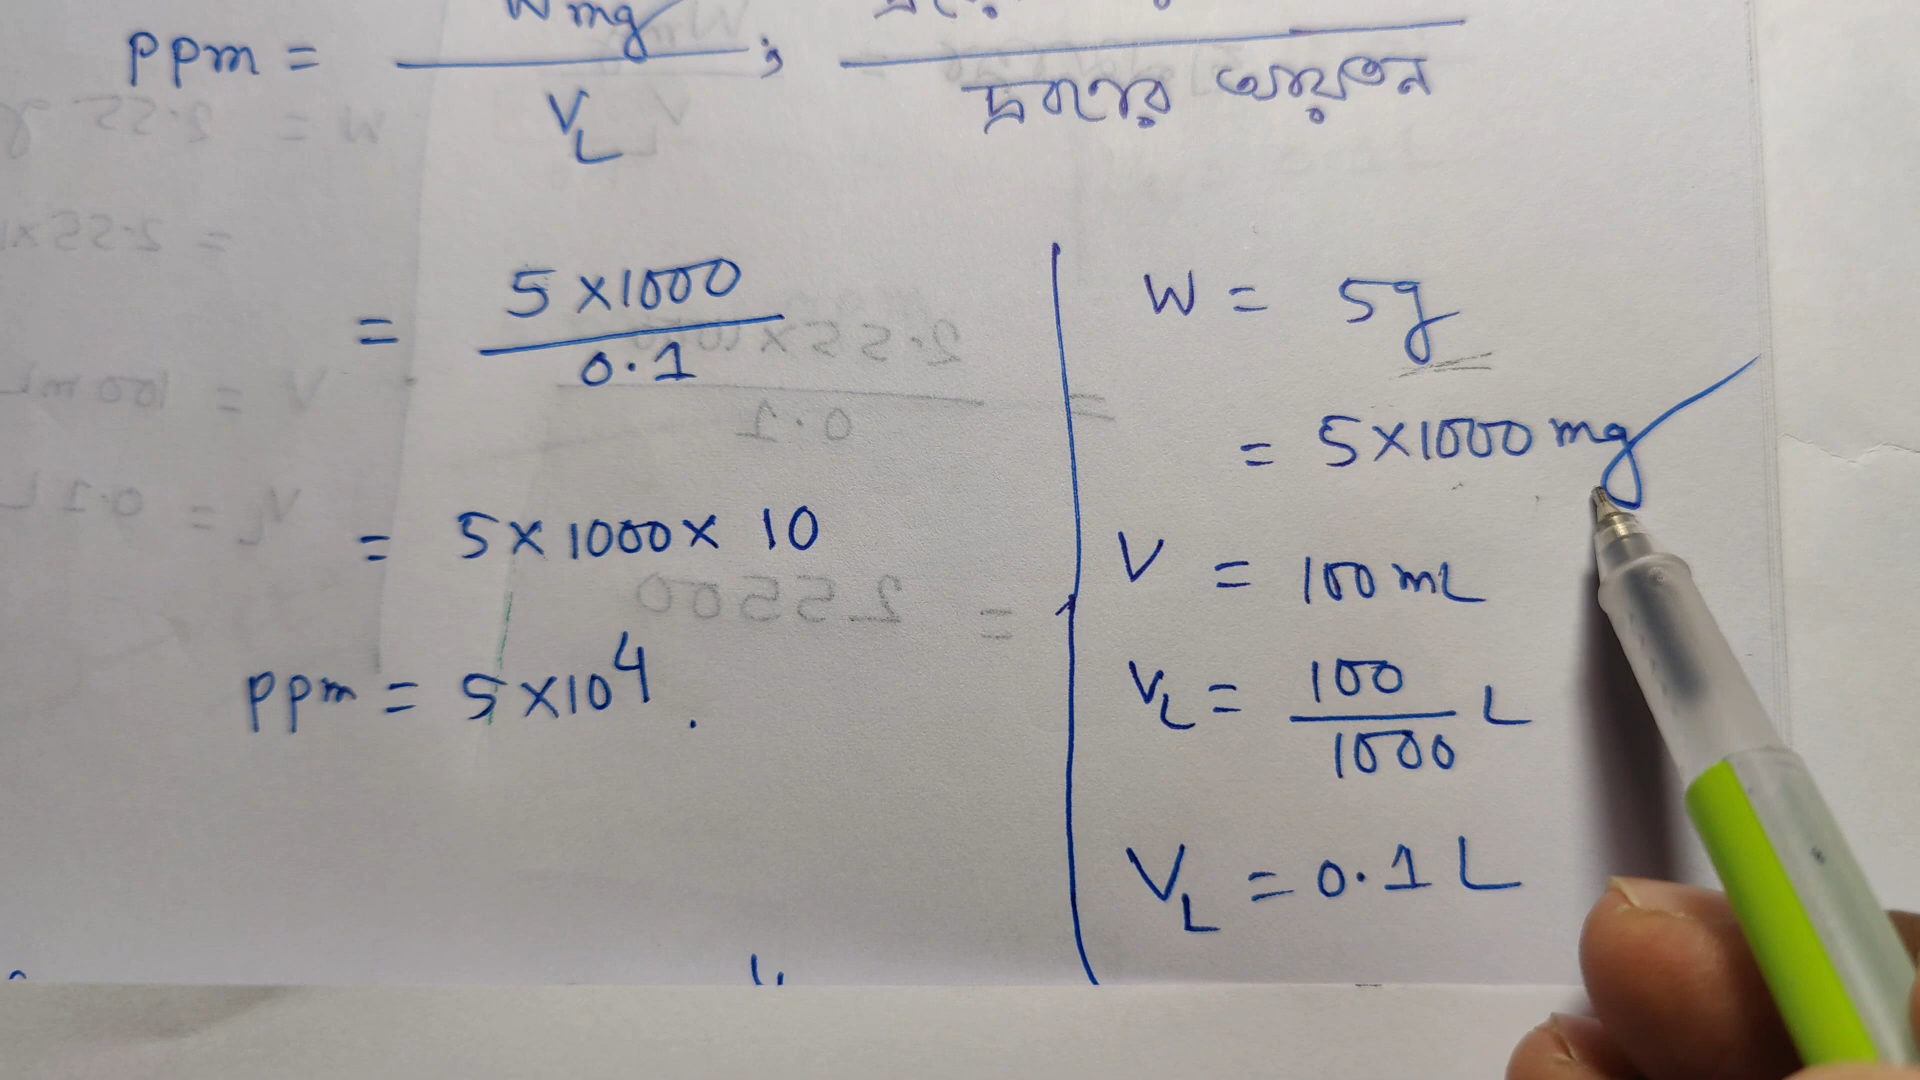 ppm = W mg / V L ; দ্রবণের আয়তন
= 5 × 1000 / 0.1
= 5 × 1000 × 10
ppm = 5 × 10⁴.
W = 5g
= 5 × 1000 mg
V = 100 mL
V L = 100 / 1000 L
V L = 0.1 L